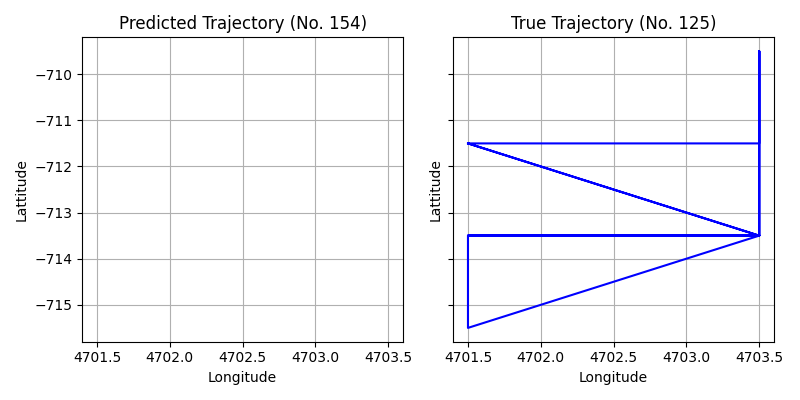 Predicted Trajectory (No. 154)
Lattitude
−710
−711
−712
−713
−714
−715
4701.5 4702.0 4702.5 4703.0 4703.5
Longitude
True Trajectory (No. 125)
Lattitude
4701.5 4702.0 4702.5 4703.0 4703.5
Longitude